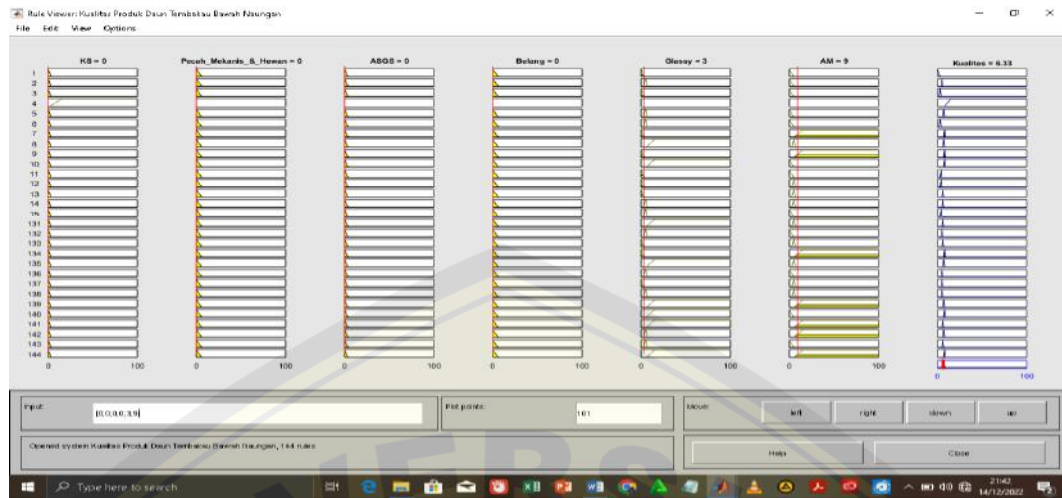 Rule Viewer: Kualitas Produk Daun Tembakau Bawah Naungan
File Edit View Options
KS = 0
Pecah_Mekanis_&_Hewan = 0
ASGS = 0
Belang = 0
Glossy = 3
AM = 9
Kualitas = 6.33
1
2
3
4
5
6
7
8
9
10
11
12
13
14
15
131
132
133
134
135
136
137
138
139
140
141
142
143
144
0 100
0 100
0 100
0 100
0 100
0 100
0 100
Input:
[0;0;0;0;3;9]
Plot points:
101
Move:
left
right
down
up
Opened system Kualitas Produk Daun Tembakau Bawah Naungan, 144 rules
Help
Close
Type here to search
21:42
14/12/2022